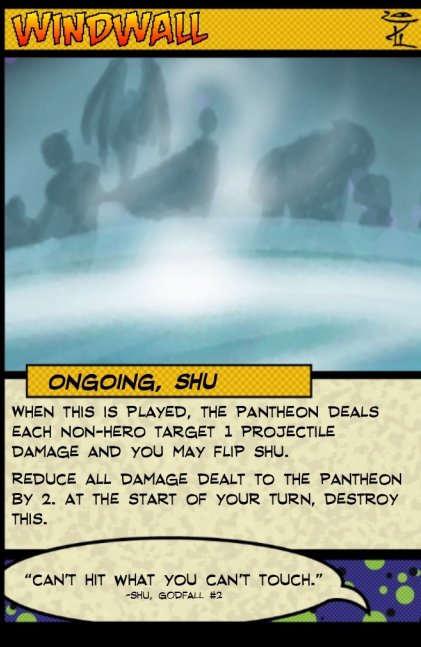 WINDWALL
ONGOING, SHU
WHEN THIS IS PLAYED, THE PANTHEON DEALS
EACH NON-HERO TARGET 1 PROJECTILE
DAMAGE AND YOU MAY FLIP SHU.
REDUCE ALL DAMAGE DEALT TO THE PANTHEON
BY 2. AT THE START OF YOUR TURN, DESTROY
THIS.
"CAN'T HIT WHAT YOU CAN'T TOUCH."
-SHU, GODFALL #2